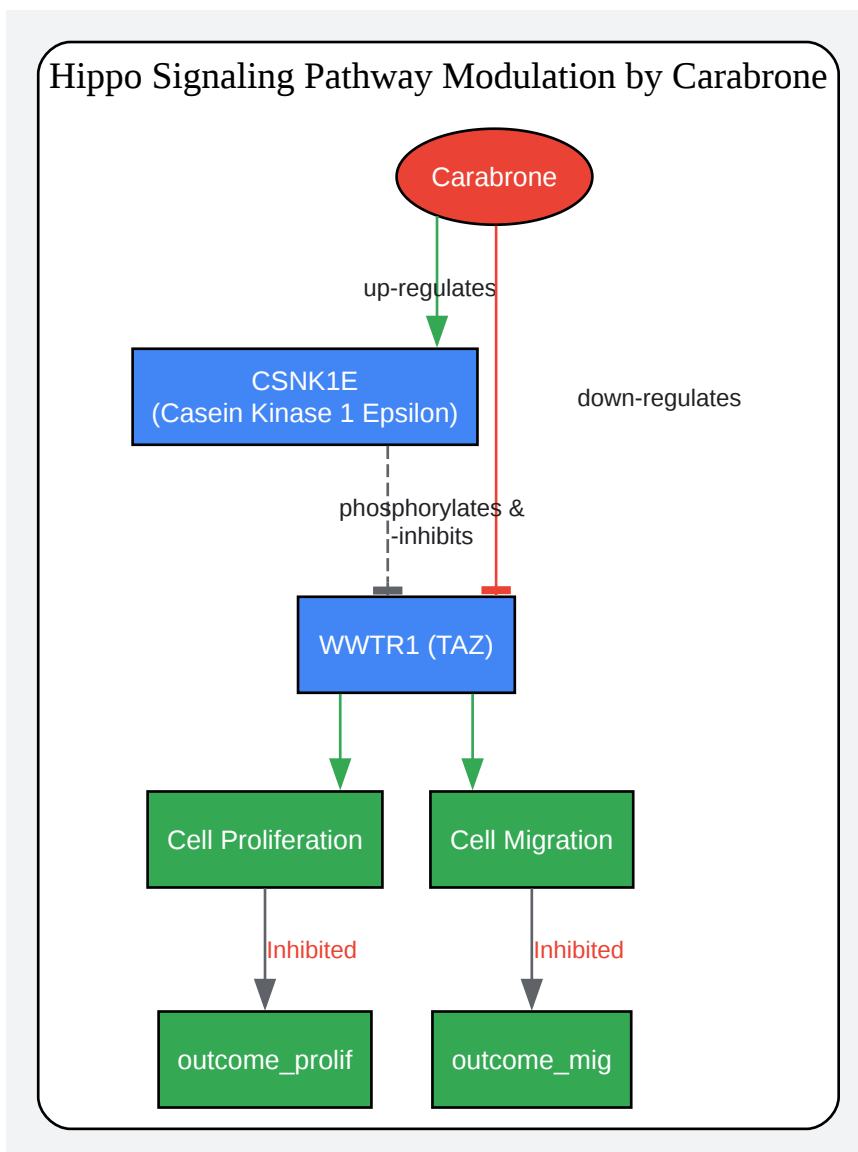 Hippo Signaling Pathway Modulation by Carabrone
Carabrone
up-regulates
CSNK1E
(Casein Kinase 1 Epsilon)
down-regulates
phosphorylates &
-inhibits
WWTR1 (TAZ)
Cell Proliferation
Cell Migration
Inhibited
Inhibited
outcome_prolif
outcome_mig